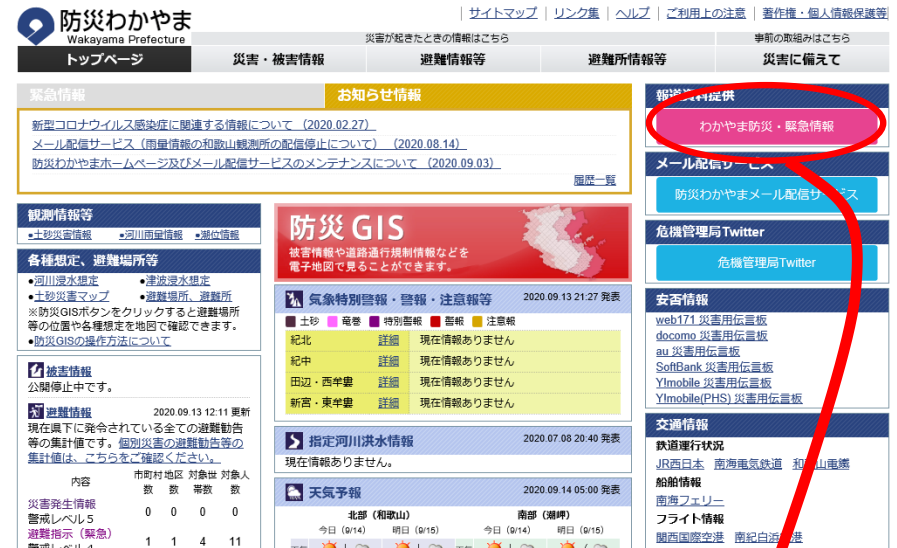 サイトマップ | リンク集 | ヘルプ | ご利用上の注意 | 著作権・個人情報保護等
防災わかやま
Wakayama Prefecture
災害が起きたときの情報はこちら 事前の取組みはこちら
トップページ 災害・被害情報 避難情報等 避難所情報等 災害に備えて
緊急情報 お知らせ情報
新型コロナウイルス感染症に関連する情報について (2020.02.27)
メール配信サービス(雨量情報の和歌山観測所の配信停止について) (2020.08.14)
防災わかやまホームページ及びメール配信サービスのメンテナンスについて (2020.09.03)
履歴一覧
観測情報等
•土砂災害情報 •河川雨量情報 •潮位情報
各種想定、避難場所等
•河川浸水想定 •津波浸水想定
•土砂災害マップ •避難場所、避難所
※防災GISボタンをクリックすると避難場所
等の位置や各種想定を地図で確認できます。
•防災GISの操作方法について
被害情報
公開停止中です。
避難情報 2020.09.13 12:11 更新
現在県下に発令されている全ての避難勧告
等の集計値です。個別災害の避難勧告等の
集計値は、こちらをご確認ください。
内容 市町村数 地区数 対象世帯数 対象人数
災害発生情報
警戒レベル5 0 0 0 0
避難指示(緊急)
1 1 4 11
防災GIS
被害情報や道路通行規制情報などを
電子地図で見ることができます。
気象特別警報・警報・注意報等 2020.09.13 21:27 発表
土砂 竜巻 特別警報 警報 注意報
紀北 詳細 現在情報ありません
紀中 詳細 現在情報ありません
田辺・西牟婁 詳細 現在情報ありません
新宮・東牟婁 詳細 現在情報ありません
指定河川洪水情報 2020.07.08 20:40 発表
現在情報ありません。
天気予報 2020.09.14 05:00 発表
北部(和歌山) 南部(潮岬)
今日(9/14) 明日(9/15) 今日(9/14) 明日(9/15)
報道資料提供
わかやま防災・緊急情報
メール配信サービス
防災わかやまメール配信サービス
危機管理局Twitter
危機管理局Twitter
安否情報
web171 災害用伝言板
docomo 災害用伝言板
au 災害用伝言板
SoftBank 災害用伝言板
Y!mobile 災害用伝言板
Y!mobile(PHS) 災害用伝言板
交通情報
鉄道運行状況
JR西日本 南海電気鉄道 和歌山電鐵
船舶情報
南海フェリー
フライト情報
関西国際空港 南紀白浜空港